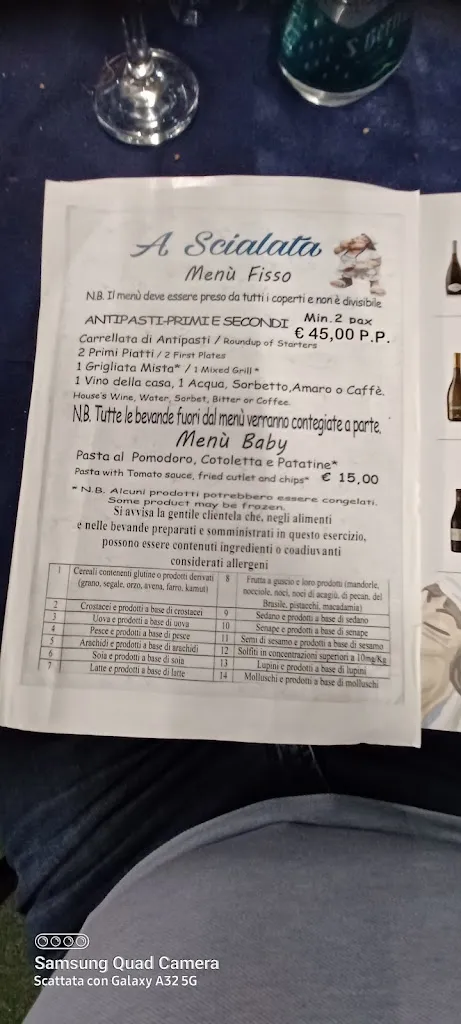 A Scialata
Menù Fisso
N.B. Il menù deve essere preso da tutti i coperti e non è divisibile
ANTIPASTI-PRIMI E SECONDI Min.2 pax
€ 45,00 P.P.
Carrellata di Antipasti / Roundup of Starters
2 Primi Piatti / 2 First Plates
1 Grigliata Mista* / 1 Mixed Grill *
1 Vino della casa, 1 Acqua, Sorbetto,Amaro o Caffè.
House's Wine, Water, Sorbet, Bitter or Coffee.
N.B. Tutte le bevande fuori dal menù verranno contegiate a parte.
Menù Baby
Pasta al Pomodoro, Cotoletta e Patatine*
Pasta with Tomato sauce, fried cutlet and chips* € 15,00
* N.B. Alcuni prodotti potrebbero essere congelati.
Some product may be frozen.
Si avvisa la gentile clientela che, negli alimenti
e nelle bevande preparati e somministrati in questo esercizio,
possono essere contenuti ingredienti o coadiuvanti
considerati allergeni
1 Cereali contenenti glutine o prodotti derivati
(grano, segale, orzo, avena, farro, kamut)
2 Crostacei e prodotti a base di crostacei
3 Uova e prodotti a base di uova
4 Pesce e prodotti a base di pesce
5 Arachidi e prodotti a base di arachidi
6 Soia e prodotti a base di soia
7 Latte e prodotti a base di latte
8 Frutta a guscio e loro prodotti (mandorle,
nocciole, noci, noci di acagiù, di pecan, del
Brasile, pistacchi, macadamia)
9 Sedano e prodotti a base di sedano
10 Senape e prodotti a base di senape
11 Semi di sesamo e prodotti a base di sesamo
12 Solfiti in concentrazioni superiori a 10mg/Kg
13 Lupini e prodotti a base di lupini
14 Molluschi e prodotti a base di molluschi
Samsung Quad Camera
Scattata con Galaxy A32 5G